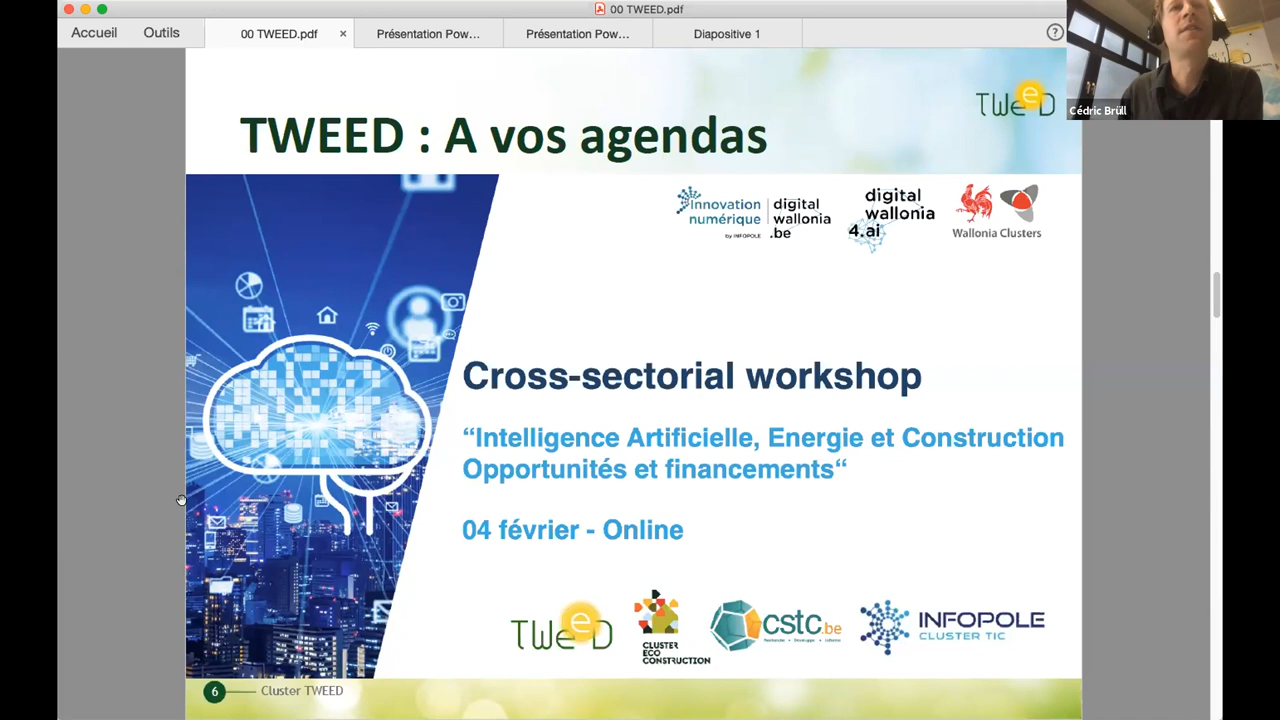 00 TWEED.pdf
Accueil
Outils
00 TWEED.pdf ×
Présentation Pow…
Présentation Pow…
Diapositive 1
?
Cédric Brüll
TWeeD
TWEED : A vos agendas
Innovation
numérique
by INFOPOLE
digital
wallonia
.be
digital
wallonia
4.ai
Wallonia Clusters
Cross-sectorial workshop
“Intelligence Artificielle, Energie et Construction
Opportunités et financements“
04 février - Online
TWeeD
CLUSTER
ECO
CONSTRUCTION
cstc.be
INFOPOLE
CLUSTER TIC
6
Cluster TWEED